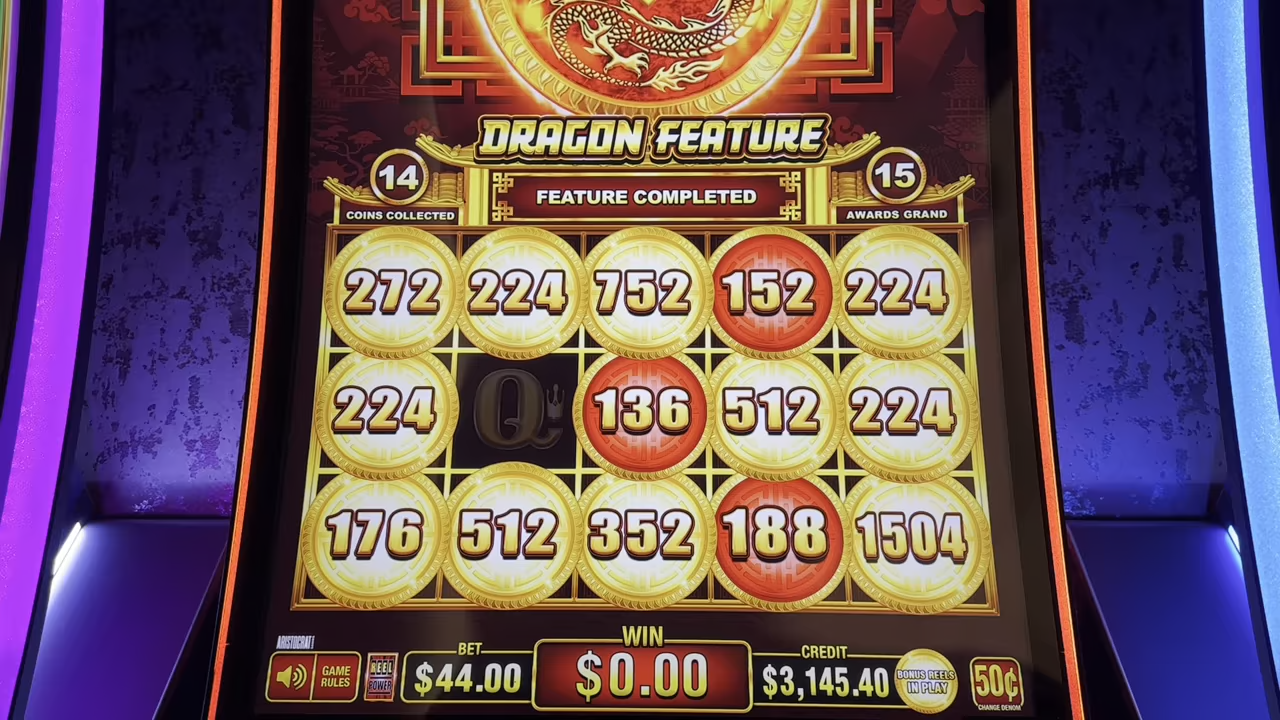 DRAGON FEATURE
14
COINS COLLECTED
FEATURE COMPLETED
15
AWARDS GRAND
272 224 752 152 224
224 Q 136 512 224
176 512 352 188 1504
ARISTOCRAT
GAME RULES
REEL POWER
BET
$44.00
WIN
$0.00
CREDIT
$3,145.40
BONUS REELS
IN PLAY
50¢
CHANGE DENOM